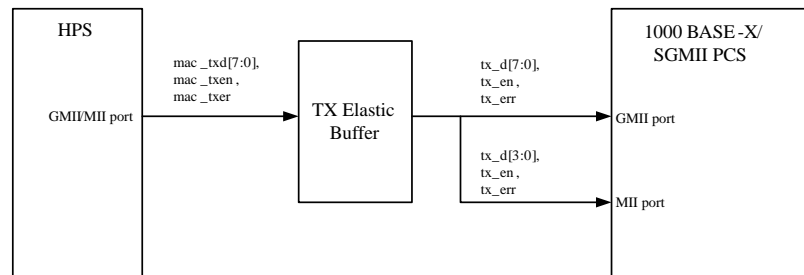 HPS
1000 BASE -X/
SGMII PCS
mac _txd[7:0],
mac _txen ,
mac _txer
tx_d[7:0],
tx_en ,
tx_err
GMII/MII port
TX Elastic
Buffer
GMII port
tx_d[3:0],
tx_en ,
tx_err
MII port